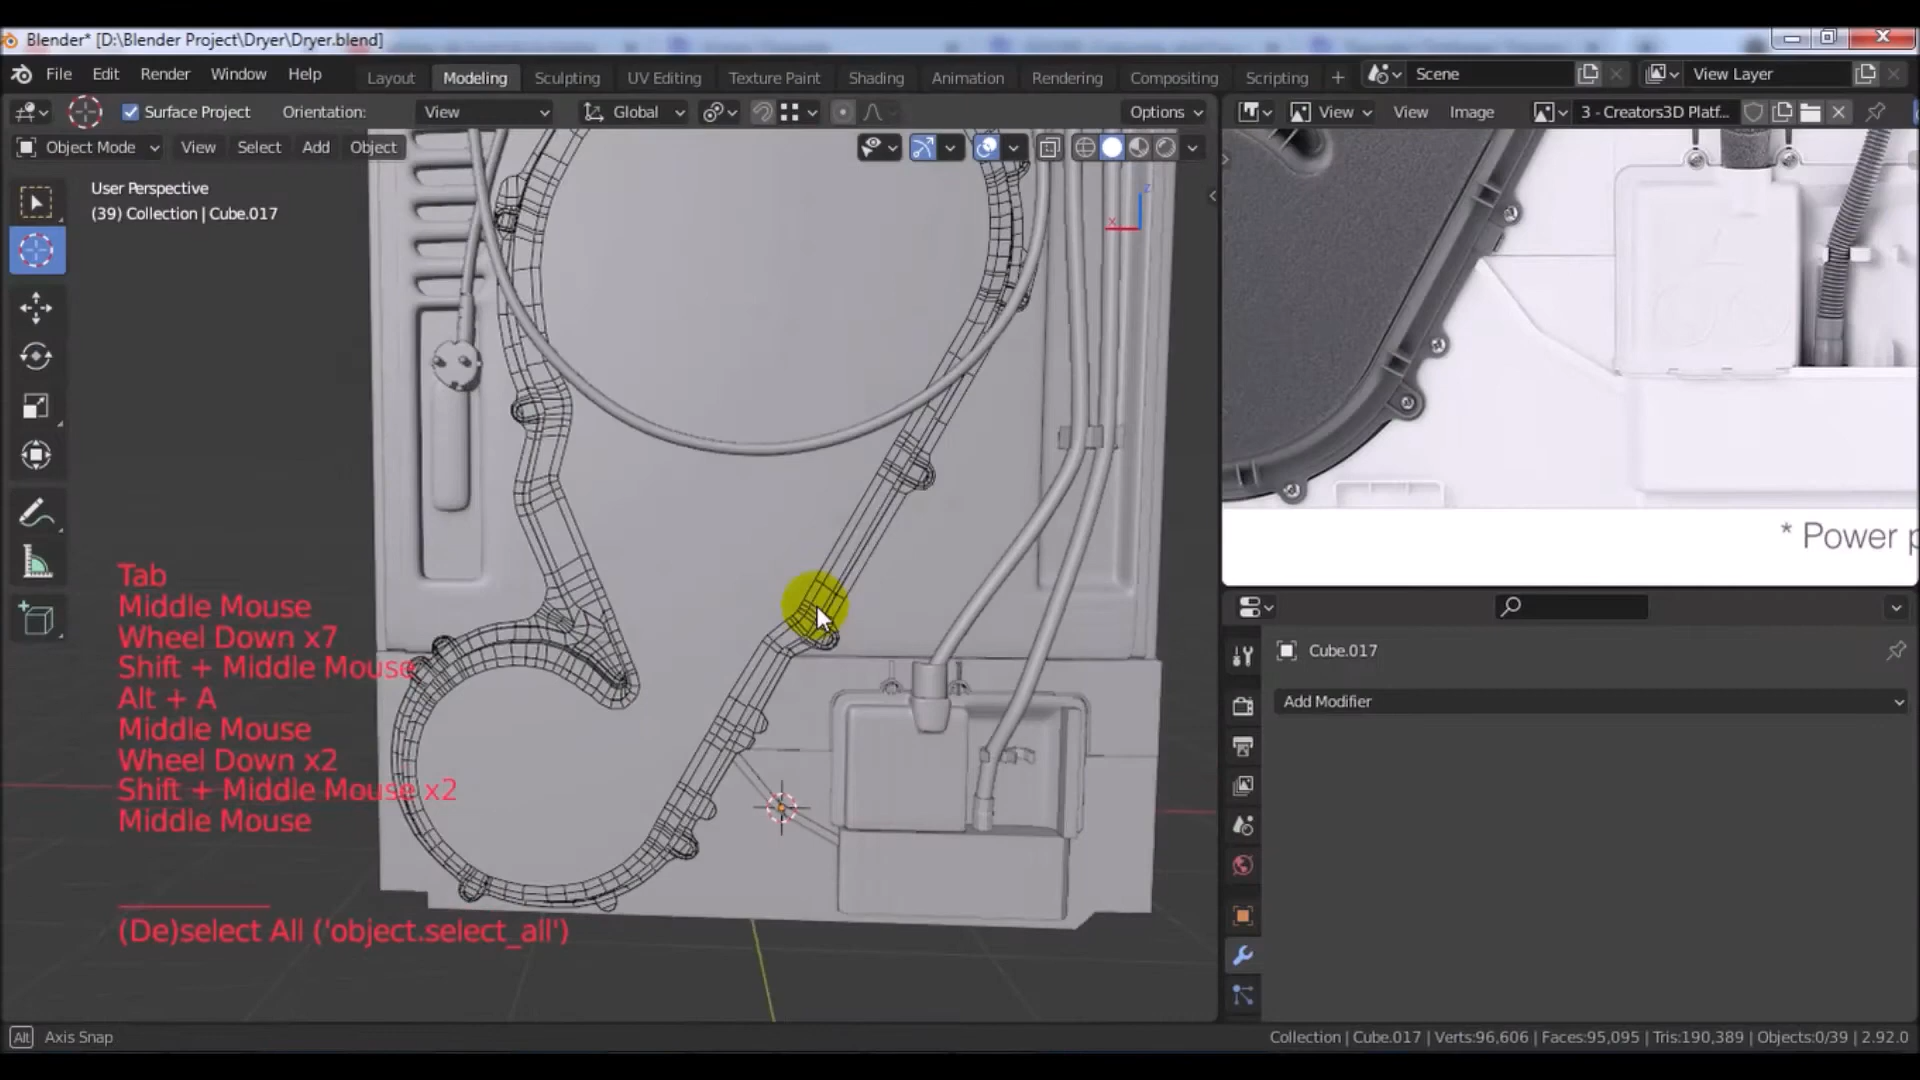 Blender* [D:\Blender Project\Dryer\Dryer.blend]
File Edit Render Window Help Layout Modeling Sculpting UV Editing Texture Paint Shading Animation Rendering Compositing Scripting + Scene View Layer
Surface Project Orientation: View Global Options View View Image 3 - Creators3D Platf...
Object Mode View Select Add Object
User Perspective
(39) Collection | Cube.017
Z
X
* Power p
Tab
Middle Mouse
Wheel Down x7
Shift + Middle Mouse
Alt + A
Middle Mouse
Wheel Down x2
Shift + Middle Mouse x2
Middle Mouse
(De)select All ('object.select_all')
Cube.017
Add Modifier
Alt Axis Snap
Collection | Cube.017 | Verts:96,606 | Faces:95,095 | Tris:190,389 | Objects:0/39 | 2.92.0